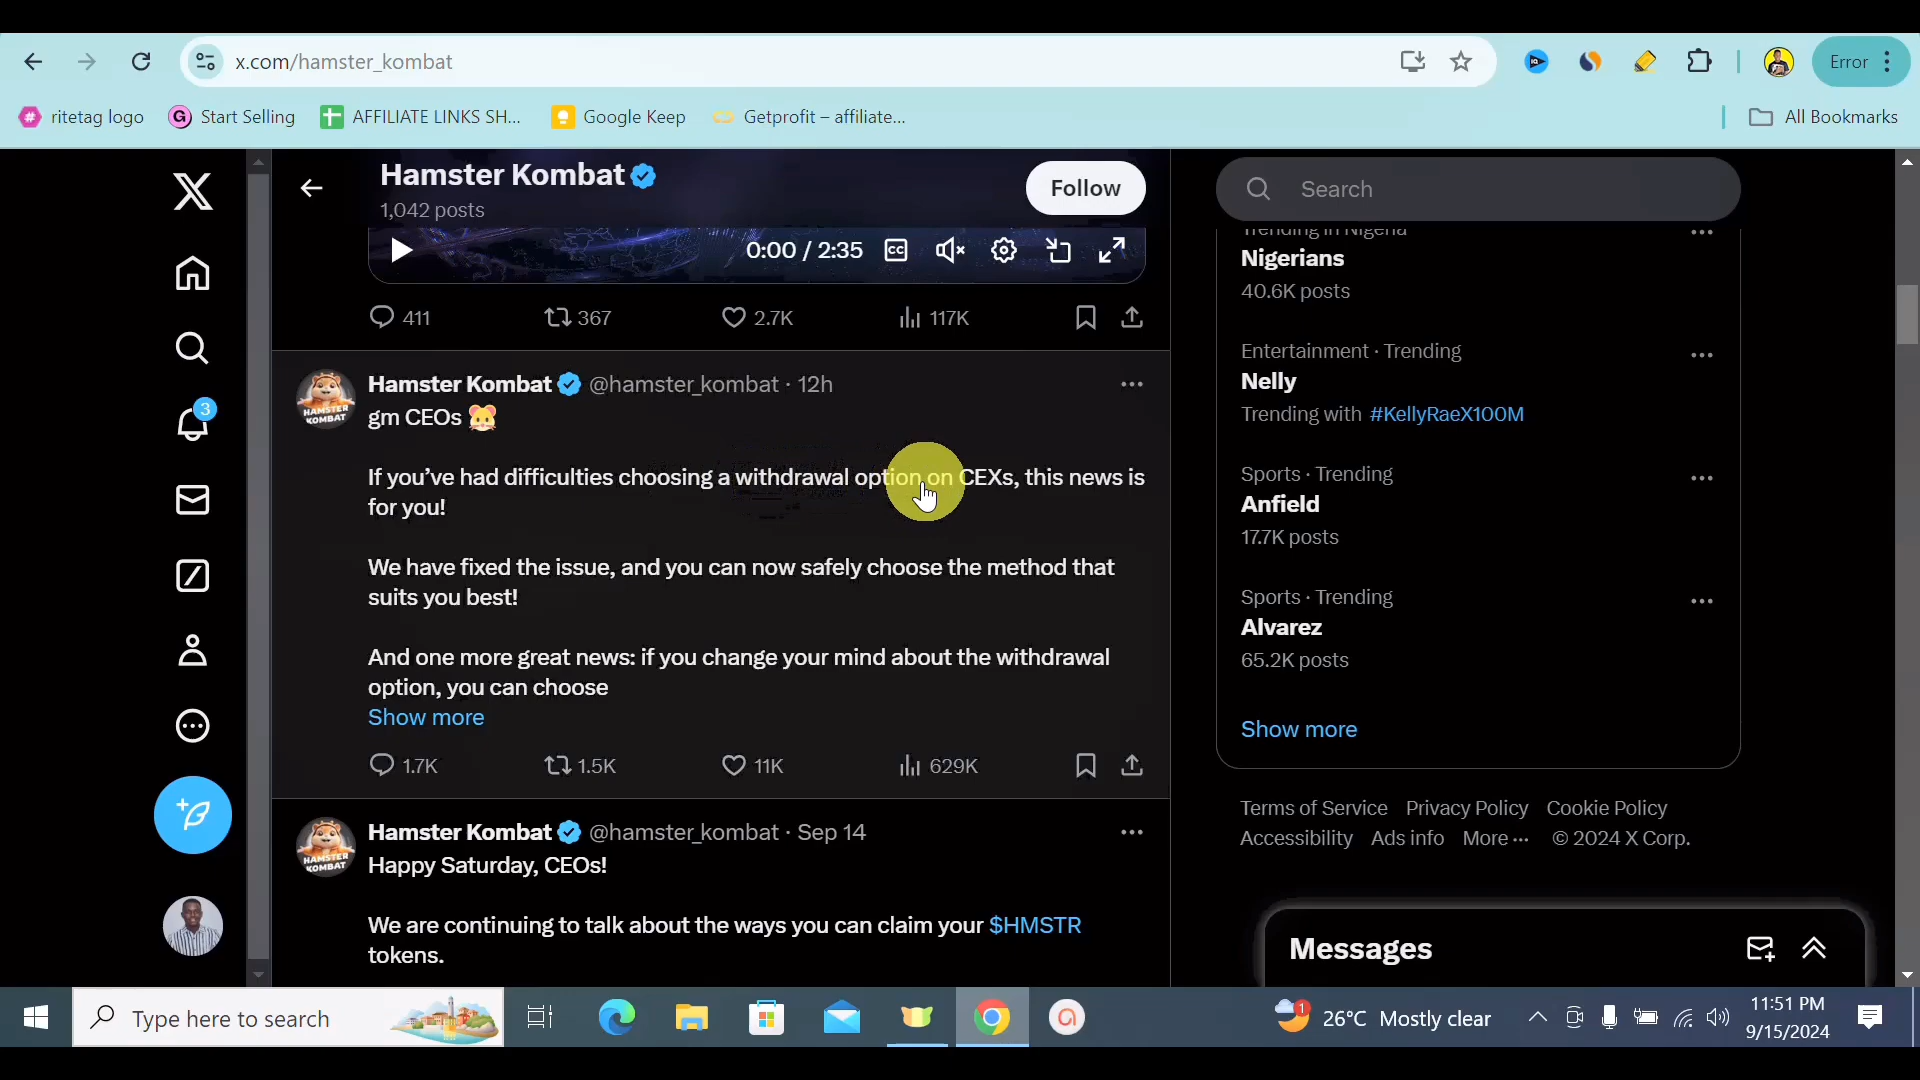 x.com/hamster_kombat
Error
ritetag logo
Start Selling
AFFILIATE LINKS SH...
Google Keep
Getprofit – affiliate...
All Bookmarks
Hamster Kombat
1,042 posts
Follow
0:00 / 2:35
CC
411
367
2.7K
117K
Hamster Kombat @hamster_kombat · 12h
gm CEOs 🐹
If you’ve had difficulties choosing a withdrawal option on CEXs, this news is
for you!
We have fixed the issue, and you can now safely choose the method that
suits you best!
And one more great news: if you change your mind about the withdrawal
option, you can choose
Show more
1.7K
1.5K
11K
629K
Hamster Kombat @hamster_kombat · Sep 14
Happy Saturday, CEOs!
We are continuing to talk about the ways you can claim your $HMSTR
tokens.
HAMSTER
KOMBAT
HAMSTER
KOMBAT
3
Search
Trending in Nigeria
Nigerians
40.6K posts
Entertainment · Trending
Nelly
Trending with #KellyRaeX100M
Sports · Trending
Anfield
17.7K posts
Sports · Trending
Alvarez
65.2K posts
Show more
Terms of Service Privacy Policy Cookie Policy
Accessibility Ads info More ··· © 2024 X Corp.
Messages
Type here to search
1
26°C Mostly clear
11:51 PM
9/15/2024